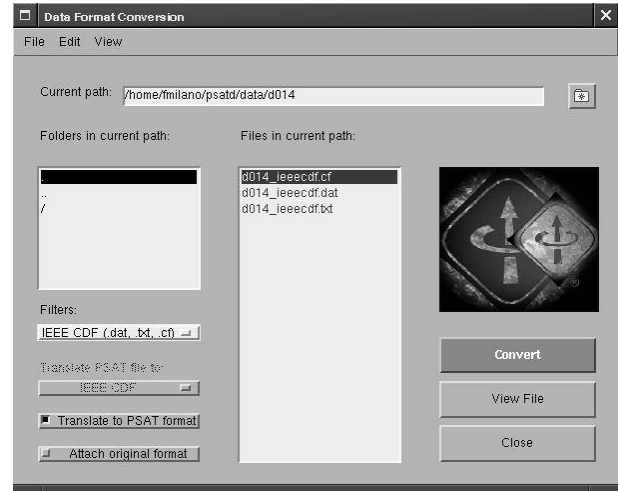 Data Format Conversion
File Edit View
Current path: /home/fmilano/psatd/data/d014
Folders in current path:
Files in current path:
.
..
/
d014_ieeecdf.cf
d014_ieeecdf.dat
d014_ieeecdf.txt
Filters:
IEEE CDF (.dat, .txt, .cf)
Translate PSAT file to:
IEEE CDF
Translate to PSAT format
Attach original format
®
Convert
View File
Close